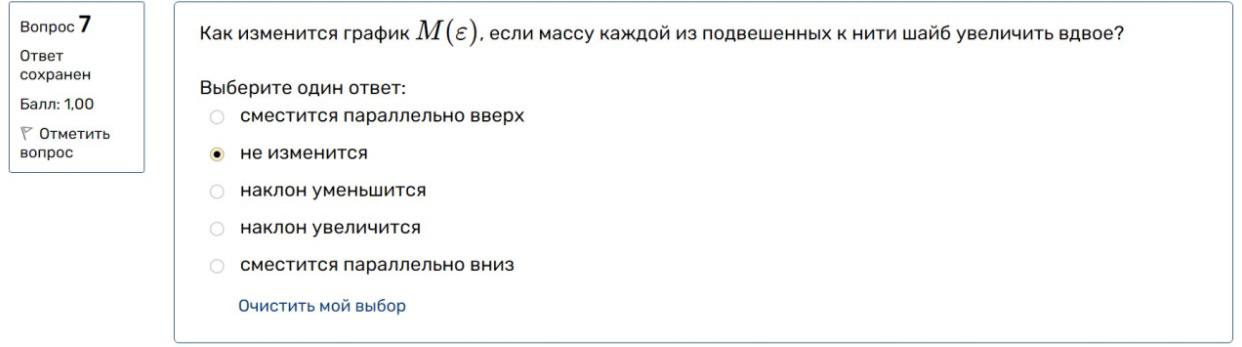 Вопрос 7
Ответ
сохранен
Балл: 1,00
Отметить
вопрос
Как изменится график M(ε), если массу каждой из подвешенных к нити шайб увеличить вдвое?
Выберите один ответ:
сместится параллельно вверх
не изменится
наклон уменьшится
наклон увеличится
сместится параллельно вниз
Очистить мой выбор